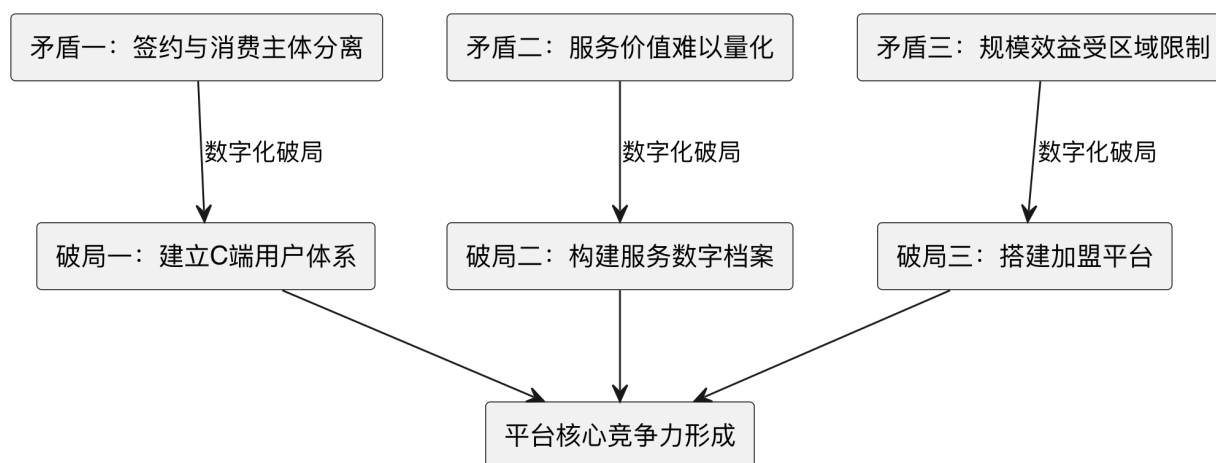 矛盾一：签约与消费主体分离
矛盾二：服务价值难以量化
矛盾三：规模效益受区域限制
数字化破局
数字化破局
数字化破局
破局一：建立C端用户体系
破局二：构建服务数字档案
破局三：搭建加盟平台
平台核心竞争力形成